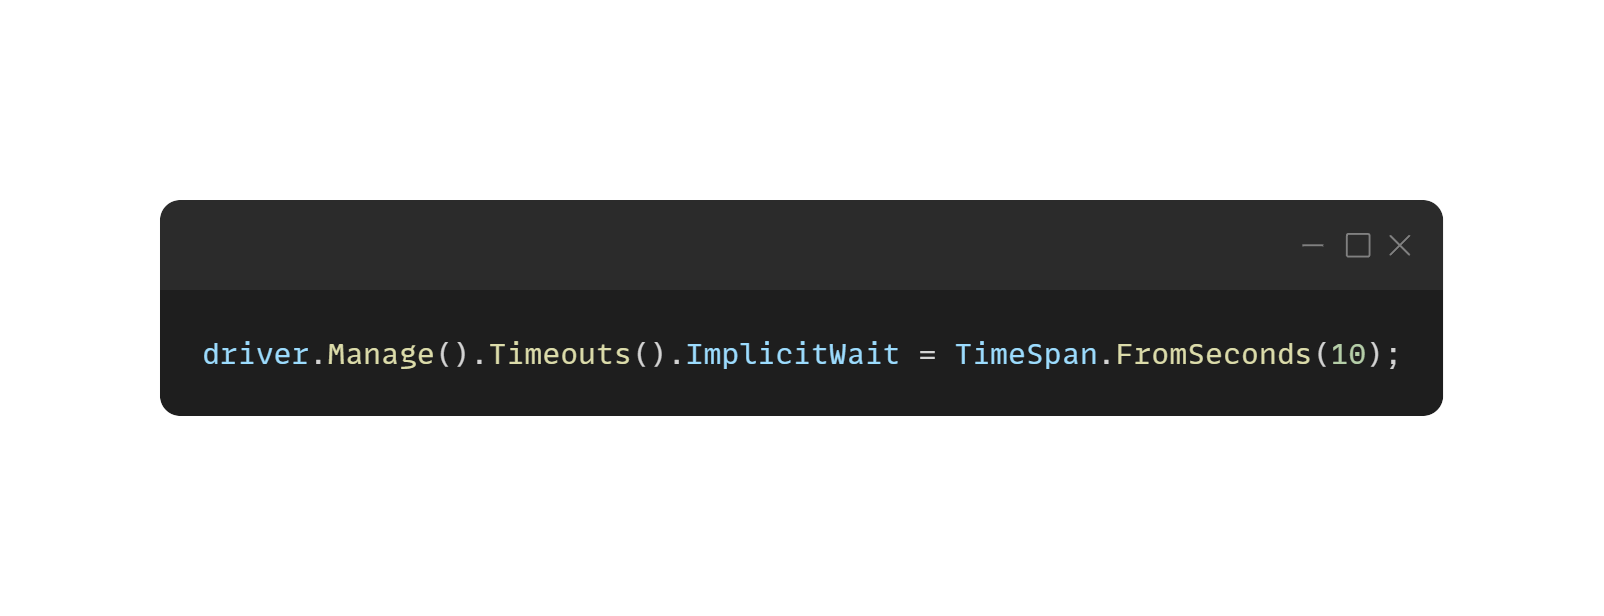 driver.Manage().Timeouts().ImplicitWait = TimeSpan.FromSeconds(10);